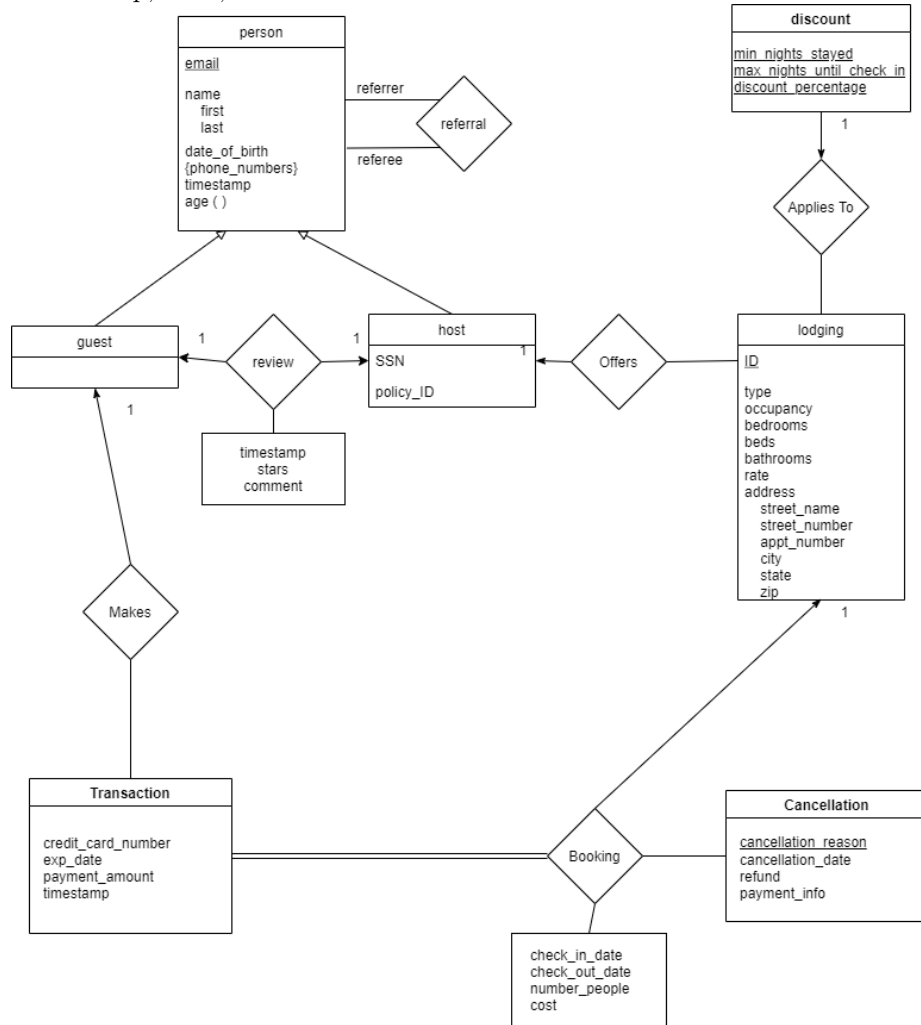 person
email
name
first
last
date_of_birth
{phone_numbers}
timestamp
age ( )
referrer
referral
referee
discount
min_nights_stayed
max_nights_until_check_in
discount_percentage
1
Applies To
guest
1
review
1
timestamp
stars
comment
host
1
SSN
policy_ID
Offers
lodging
ID
type
occupancy
bedrooms
beds
bathrooms
rate
address
street_name
street_number
appt_number
city
state
zip
1
1
Makes
Transaction
credit_card_number
exp_date
payment_amount
timestamp
Booking
check_in_date
check_out_date
number_people
cost
Cancellation
cancellation_reason
cancellation_date
refund
payment_info